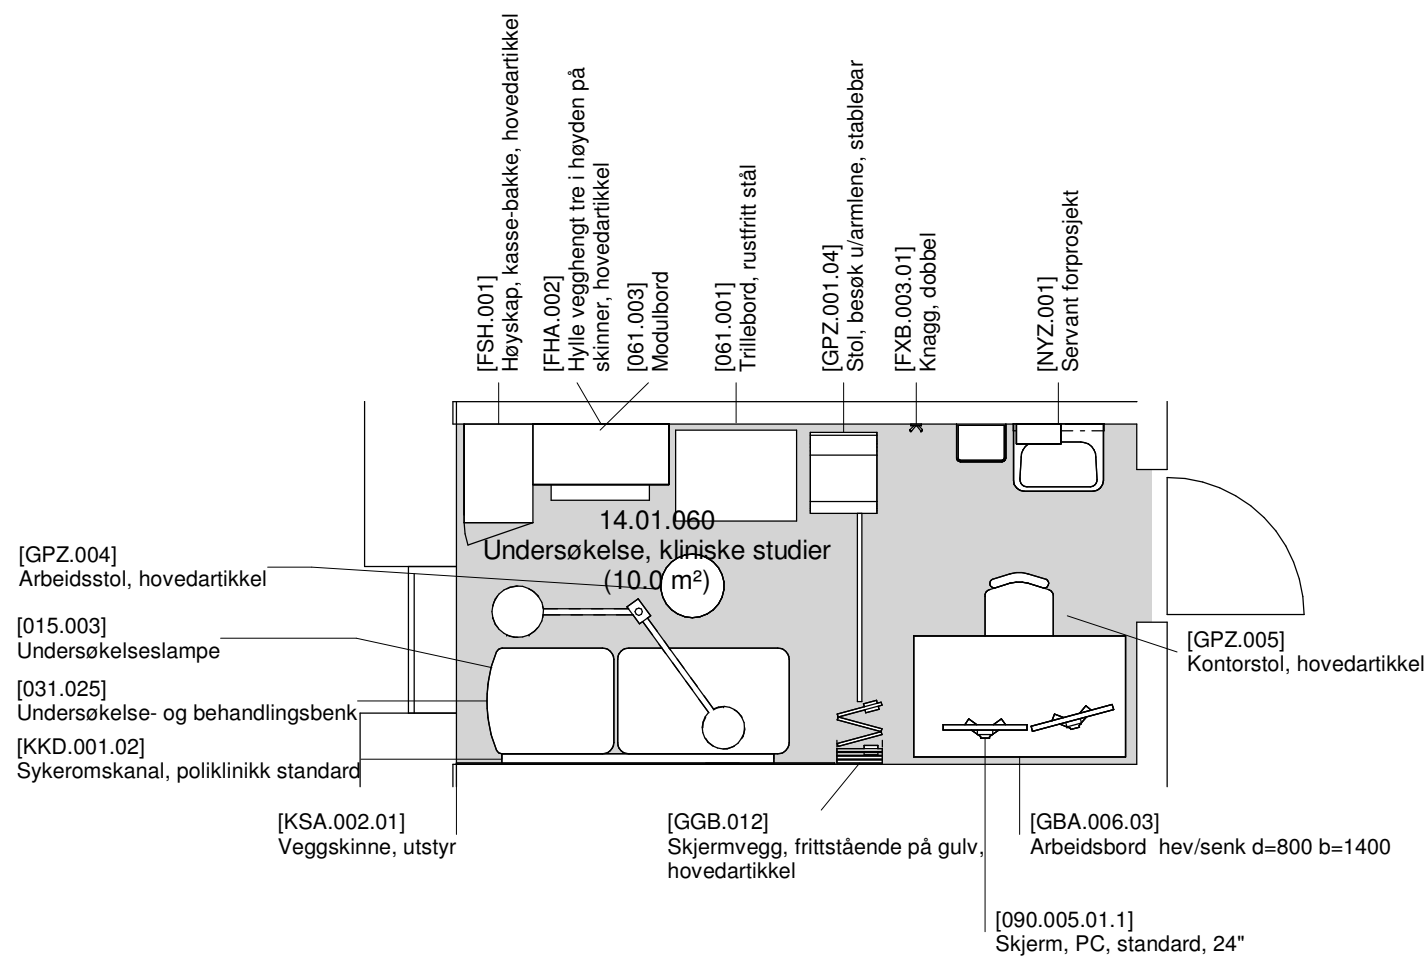 [FSH.001]
Høyskap, kasse-bakke, hovedartikkel
[FHA.002]
Hylle vegghengt tre i høyden på
skinner, hovedartikkel
[061.003]
Modulbord
[061.001]
Trillebord, rustfritt stål
[GPZ.001.04]
Stol, besøk u/armlene, stablebar
[FXB.003.01]
Knagg, dobbel
[NYZ.001]
Servant forprosjekt
14.01.060
Undersøkelse, kliniske studier
(10.0 m²)
[GPZ.004]
Arbeidsstol, hovedartikkel
[015.003]
Undersøkelseslampe
[031.025]
Undersøkelse- og behandlingsbenk
[KKD.001.02]
Sykeromskanal, poliklinikk standard
[GPZ.005]
Kontorstol, hovedartikkel
[KSA.002.01]
Veggskinne, utstyr
[GGB.012]
Skjermvegg, frittstående på gulv,
hovedartikkel
[GBA.006.03]
Arbeidsbord hev/senk d=800 b=1400
[090.005.01.1]
Skjerm, PC, standard, 24"